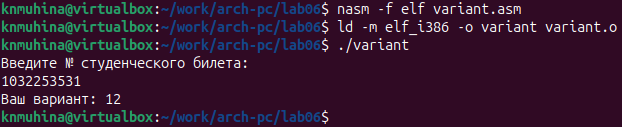 knmuhina@virtualbox:~/work/arch-pc/lab06$ nasm -f elf variant.asm
knmuhina@virtualbox:~/work/arch-pc/lab06$ ld -m elf_i386 -o variant variant.o
knmuhina@virtualbox:~/work/arch-pc/lab06$ ./variant
Введите № студенческого билета:
1032253531
Ваш вариант: 12
knmuhina@virtualbox:~/work/arch-pc/lab06$